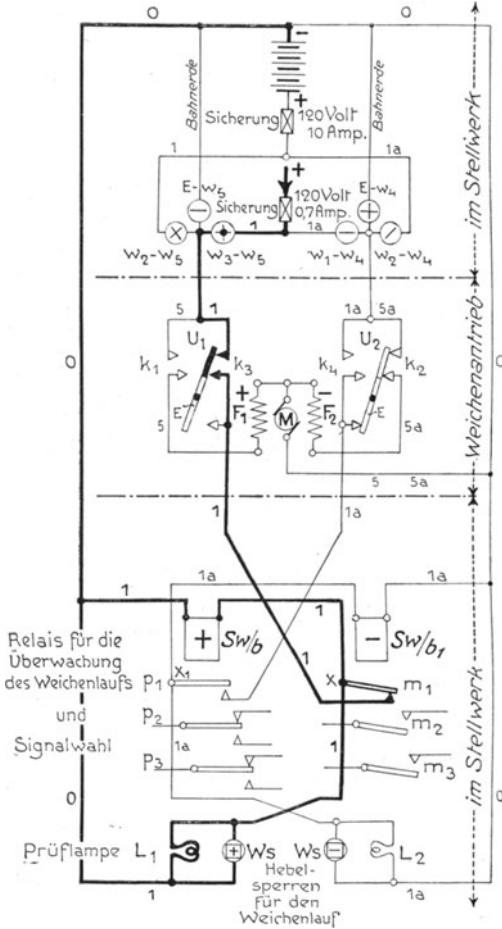 0
0
−
Bahnerde
Bahnerde
+
Sicherung
120 Volt
10 Amp.
im Stellwerk
1
1a
+
E-w5
E-w4
Sicherung
120 Volt
0,7 Amp.
1
1a
w2-w5
w3-w5
w1-w4
w2-w4
5
1
1a
5a
U1
U2
k1
k3
k4
k2
0
0
E
+
F1
M
−
F2
E
5
5a
5
5a
Weichenantrieb
1
1a
1a
1a
1
1
+
Sw/b
−
Sw/b1
Relais für die
Überwachung
des Weichenlaufs
und
Signalwahl
1
p1
x1
x
m1
p2
m2
1a
1
p3
m3
0
0
im Stellwerk
Prüflampe
L1
+
Ws
Ws
−
L2
Hebel-
sperren
für den
Weichenlauf
1
1a